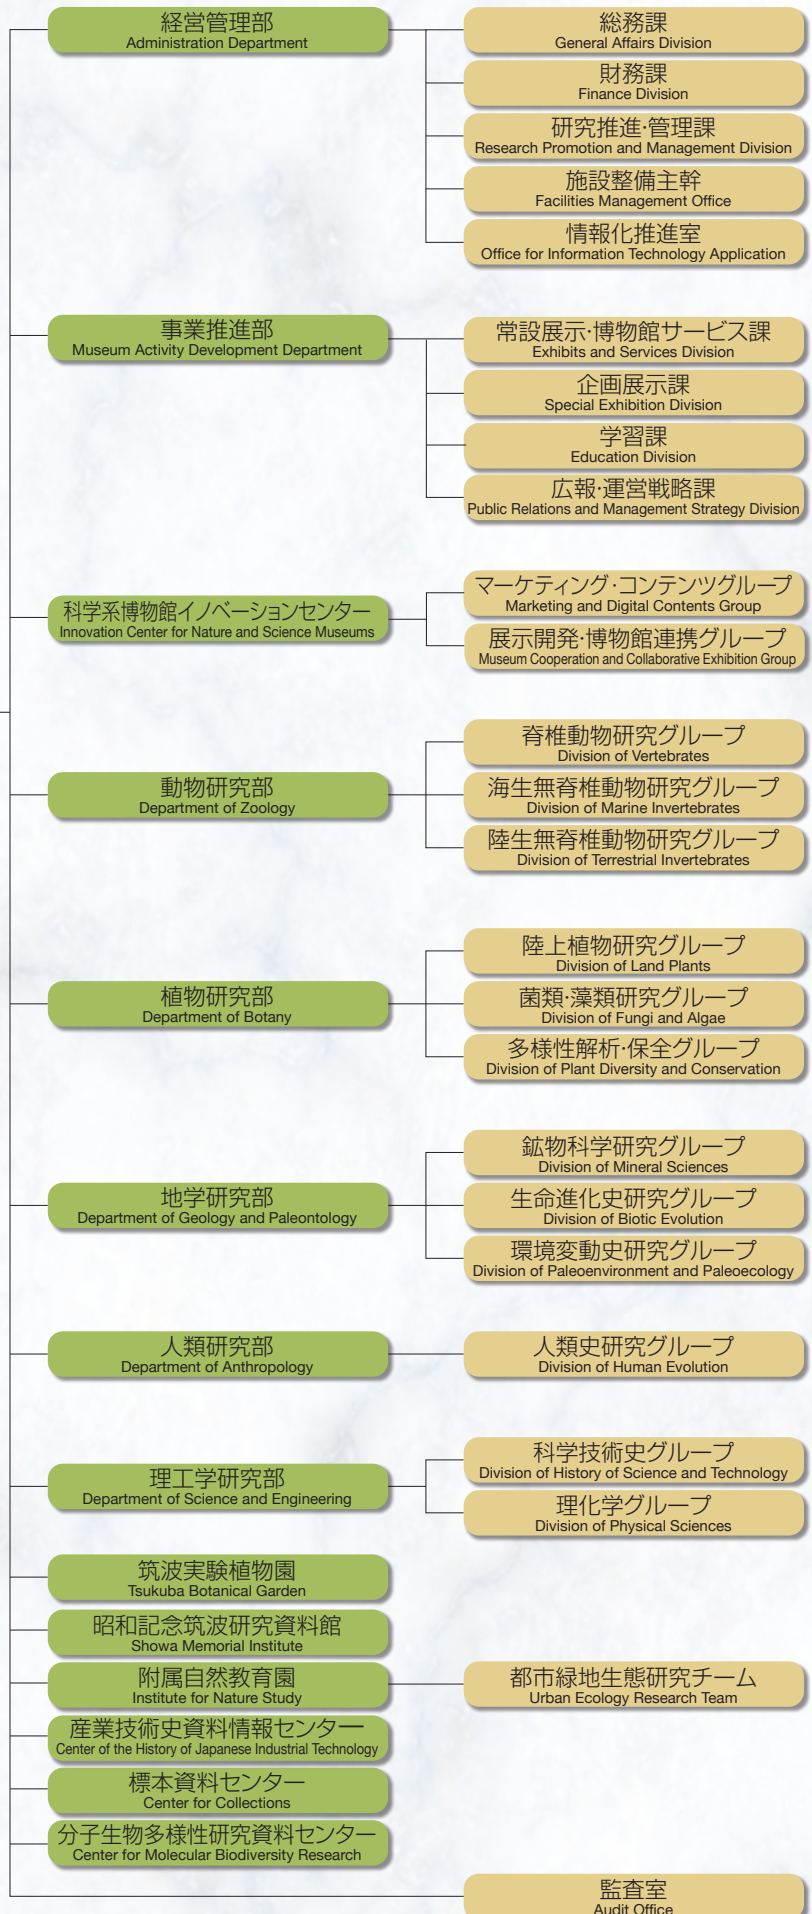 経営管理部
Administration Department
総務課
General Affairs Division
財務課
Finance Division
研究推進・管理課
Research Promotion and Management Division
施設整備主幹
Facilities Management Office
情報化推進室
Office for Information Technology Application
事業推進部
Museum Activity Development Department
常設展示・博物館サービス課
Exhibits and Services Division
企画展示課
Special Exhibition Division
学習課
Education Division
広報・運営戦略課
Public Relations and Management Strategy Division
科学系博物館イノベーションセンター
Innovation Center for Nature and Science Museums
マーケティング・コンテンツグループ
Marketing and Digital Contents Group
展示開発・博物館連携グループ
Museum Cooperation and Collaborative Exhibition Group
動物研究部
Department of Zoology
脊椎動物研究グループ
Division of Vertebrates
海生無脊椎動物研究グループ
Division of Marine Invertebrates
陸生無脊椎動物研究グループ
Division of Terrestrial Invertebrates
植物研究部
Department of Botany
陸上植物研究グループ
Division of Land Plants
菌類・藻類研究グループ
Division of Fungi and Algae
多様性解析・保全グループ
Division of Plant Diversity and Conservation
地学研究部
Department of Geology and Paleontology
鉱物科学研究グループ
Division of Mineral Sciences
生命進化史研究グループ
Division of Biotic Evolution
環境変動史研究グループ
Division of Paleoenvironment and Paleoecology
人類研究部
Department of Anthropology
人類史研究グループ
Division of Human Evolution
理工学研究部
Department of Science and Engineering
科学技術史グループ
Division of History of Science and Technology
理化学グループ
Division of Physical Sciences
筑波実験植物園
Tsukuba Botanical Garden
昭和記念筑波研究資料館
Showa Memorial Institute
附属自然教育園
Institute for Nature Study
都市緑地生態研究チーム
Urban Ecology Research Team
産業技術史資料情報センター
Center of the History of Japanese Industrial Technology
標本資料センター
Center for Collections
分子生物多様性研究資料センター
Center for Molecular Biodiversity Research
監査室
Audit Office